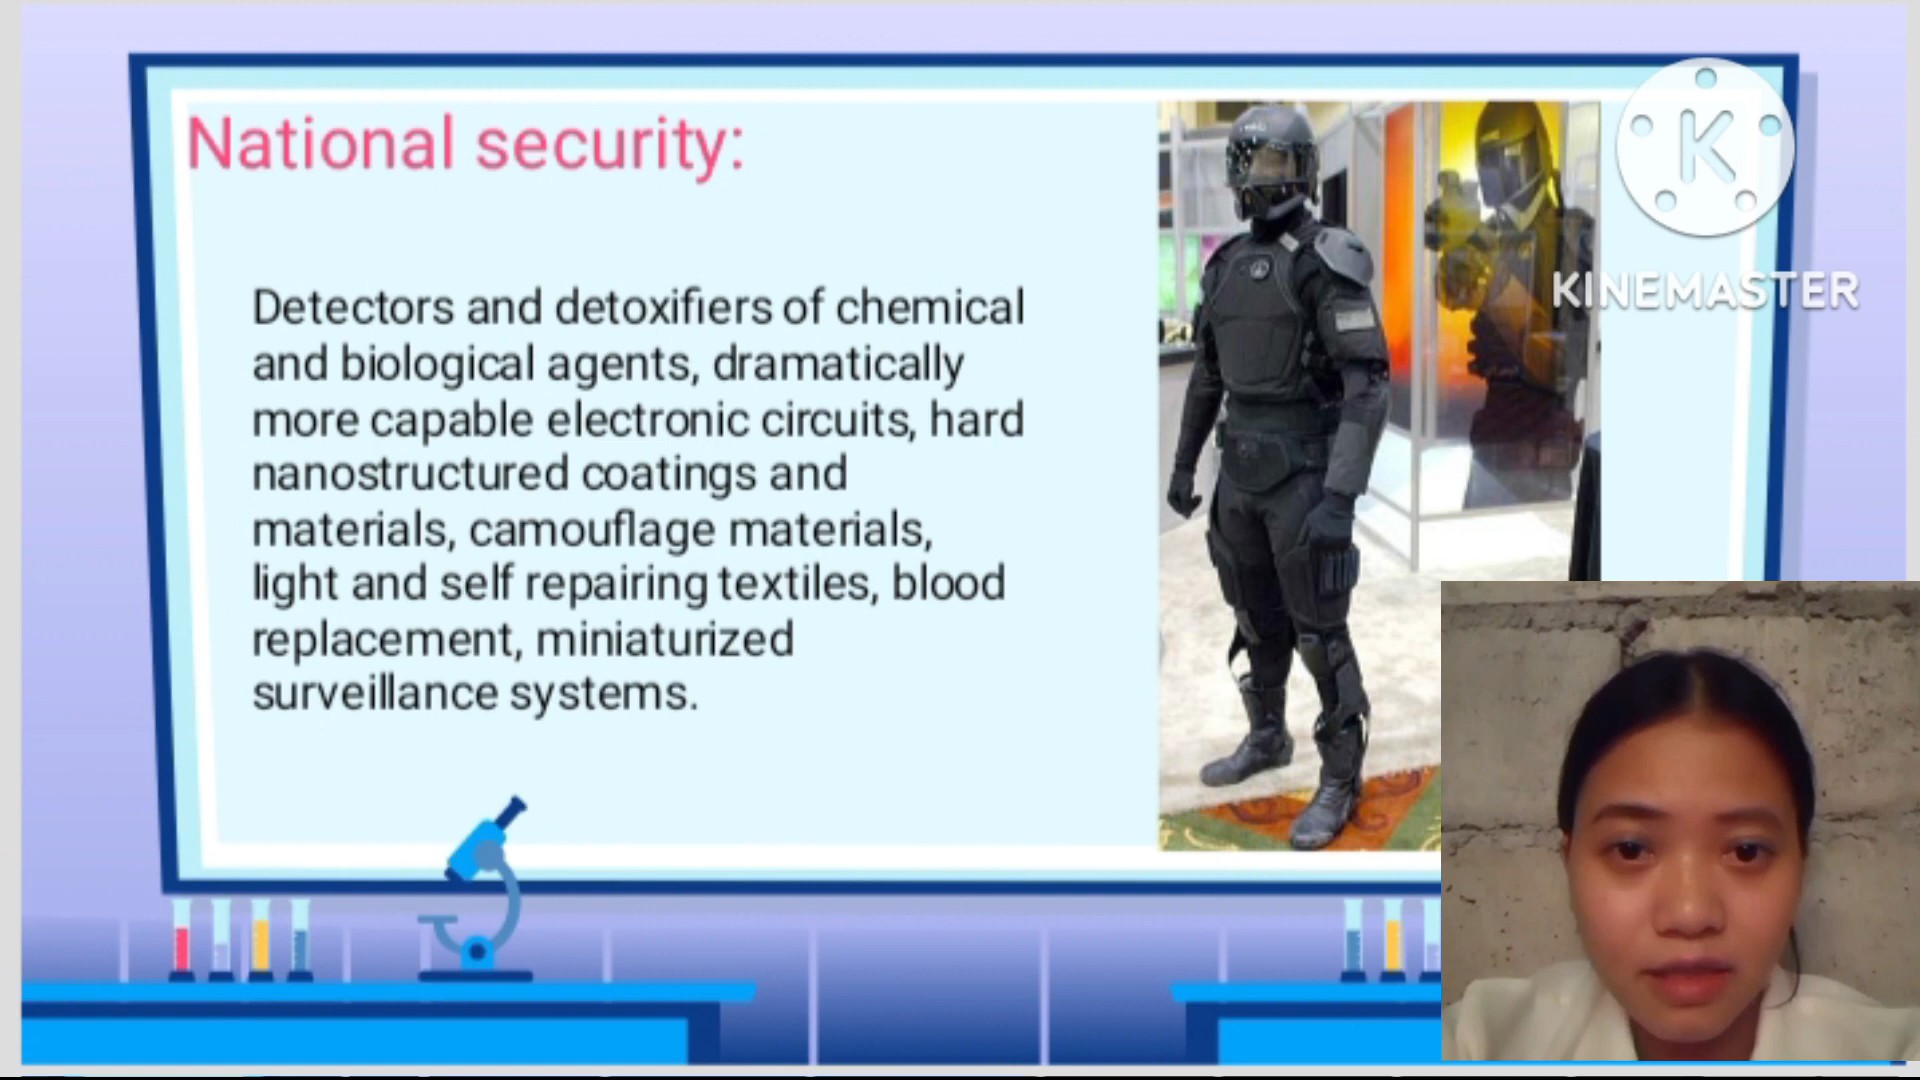 National security:
Detectors and detoxifiers of chemical
and biological agents, dramatically
more capable electronic circuits, hard
nanostructured coatings and
materials, camouflage materials,
light and self repairing textiles, blood
replacement, miniaturized
surveillance systems.
K
KINEMASTER